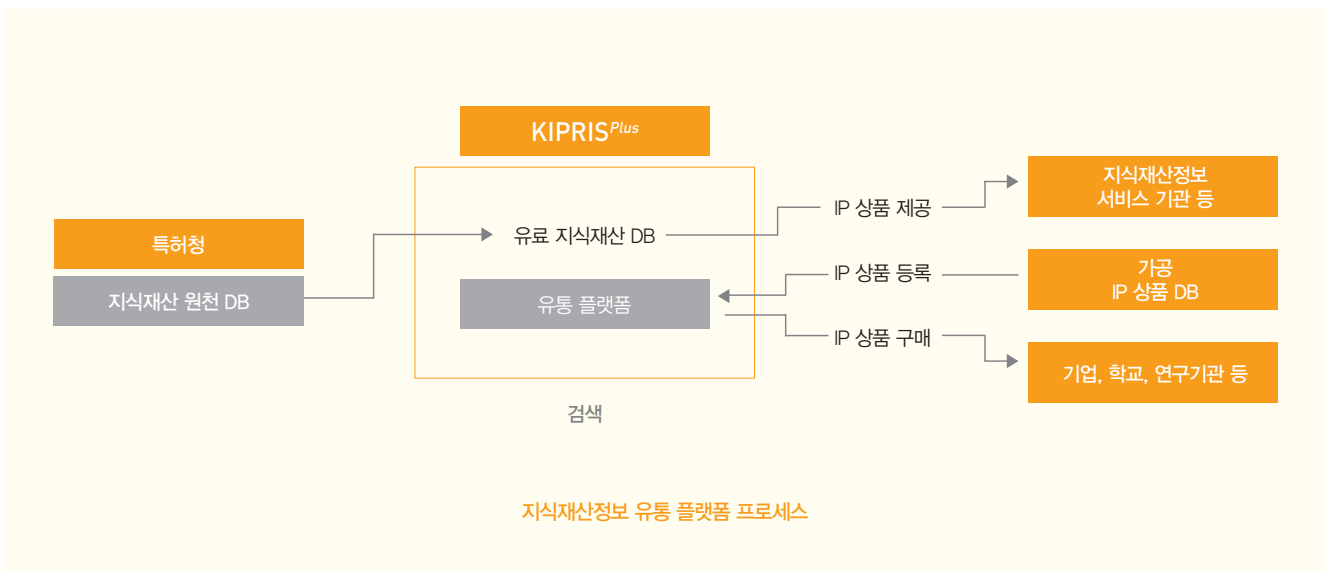 KIPRIS Plus
특허청
지식재산 원천 DB
유료 지식재산 DB
유통 플랫폼
검색
IP 상품 제공
IP 상품 등록
IP 상품 구매
지식재산정보
서비스 기관 등
가공
IP 상품 DB
기업, 학교, 연구기관 등
지식재산정보 유통 플랫폼 프로세스